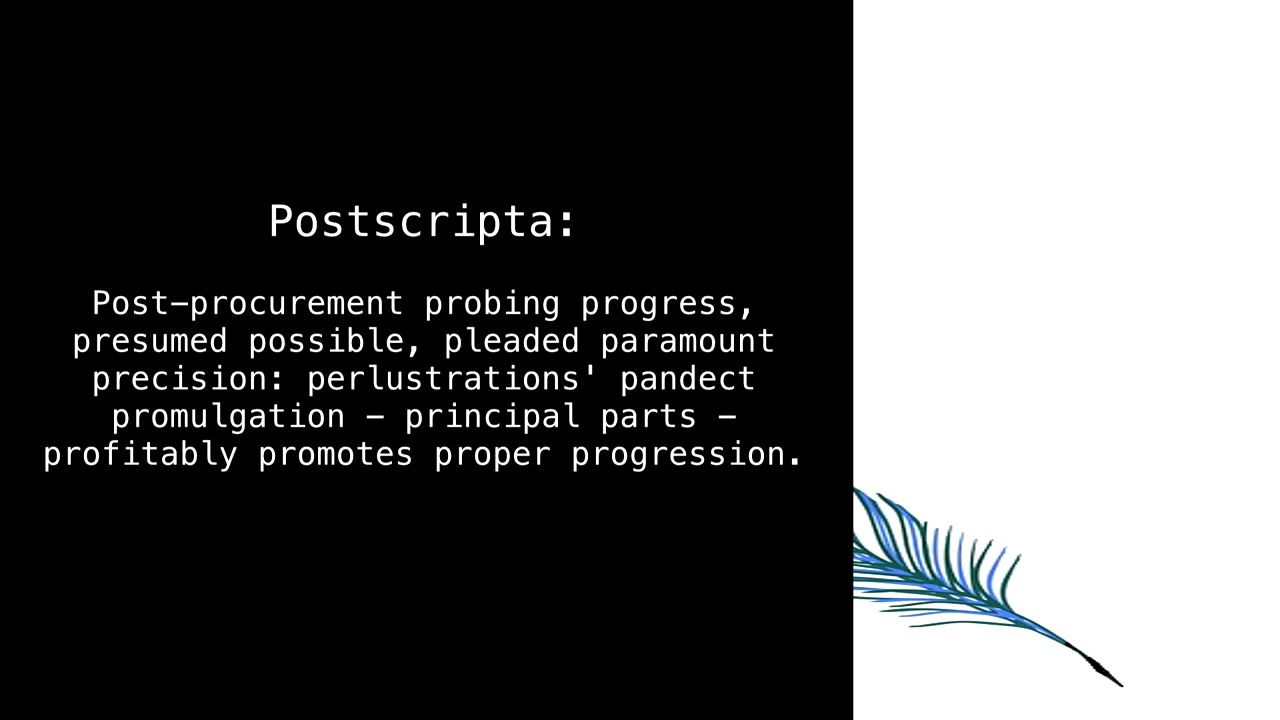 Postscripta:
Post-procurement probing progress,
presumed possible, pleaded paramount
precision: perlustrations' pandect
promulgation - principal parts -
profitably promotes proper progression.